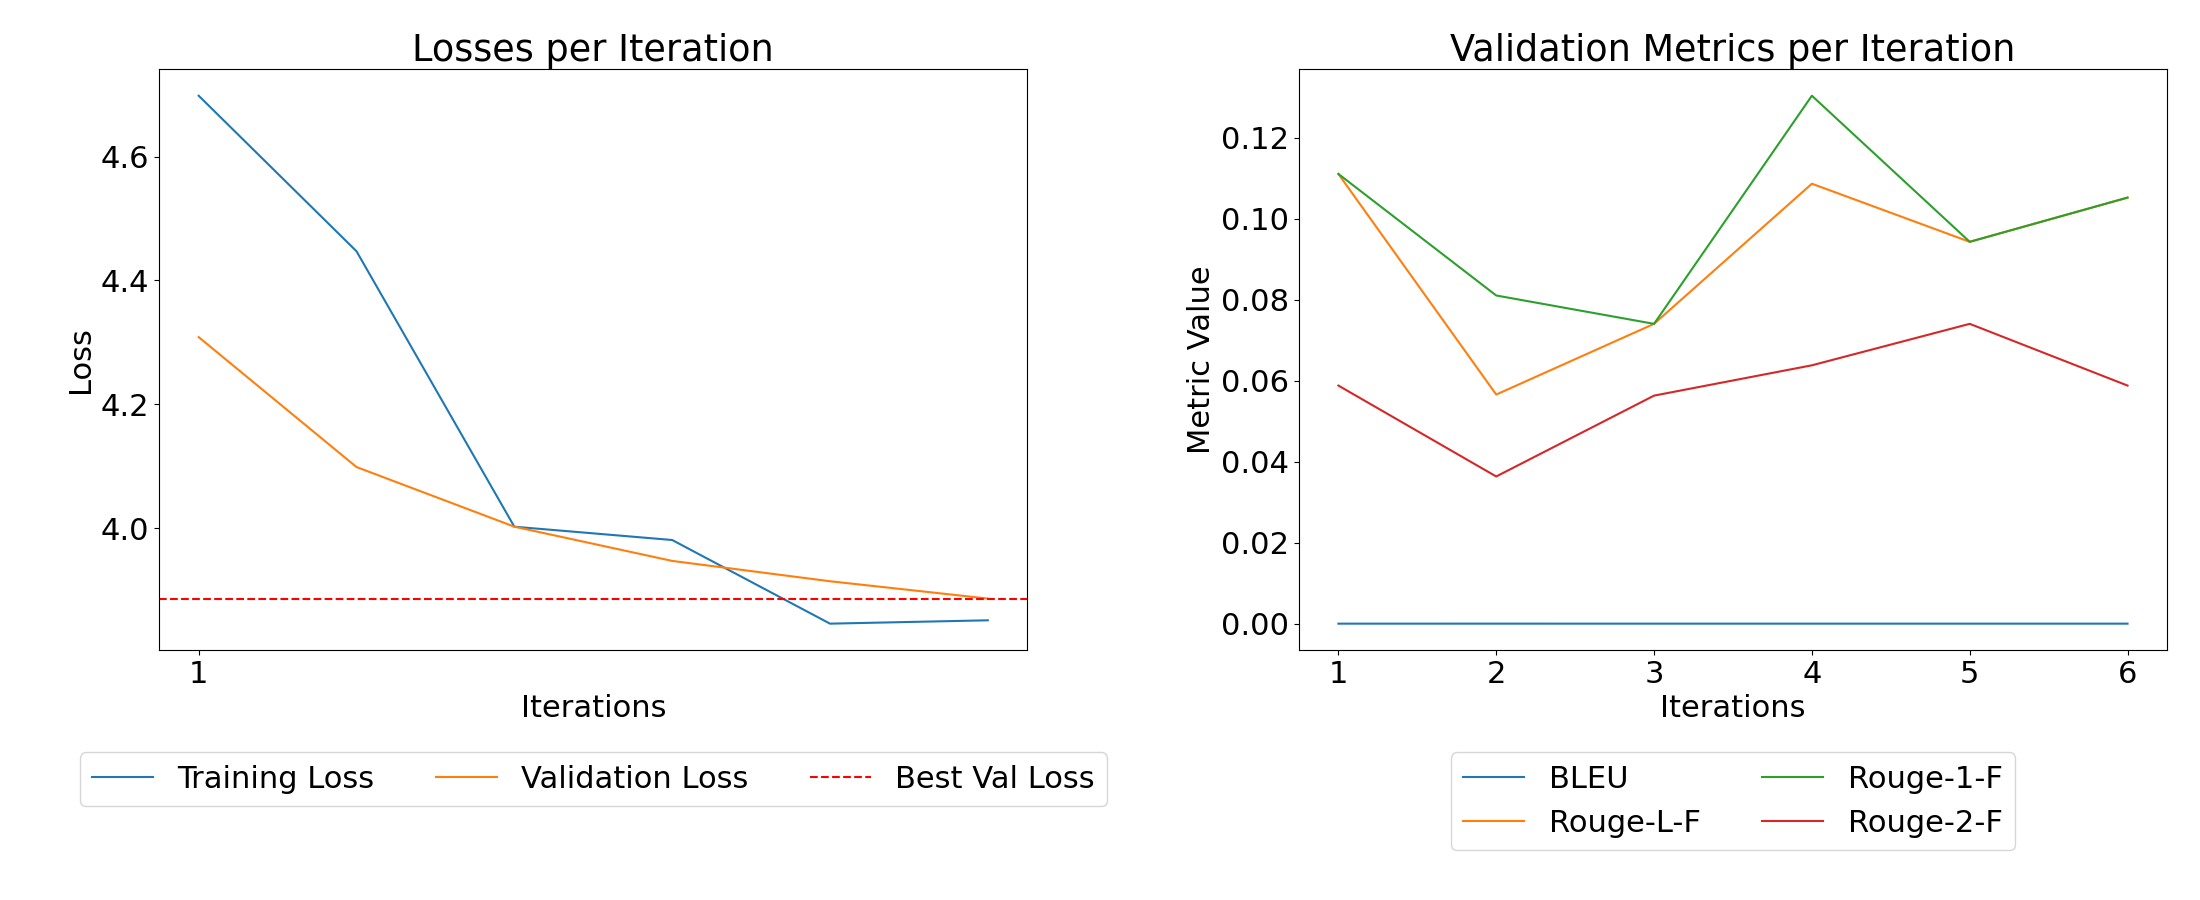 Losses per Iteration
Loss
4.6
4.4
4.2
4.0
1
Iterations
Training Loss
Validation Loss
Best Val Loss
Validation Metrics per Iteration
Metric Value
0.12
0.10
0.08
0.06
0.04
0.02
0.00
1 2 3 4 5 6
Iterations
BLEU
Rouge-L-F
Rouge-1-F
Rouge-2-F